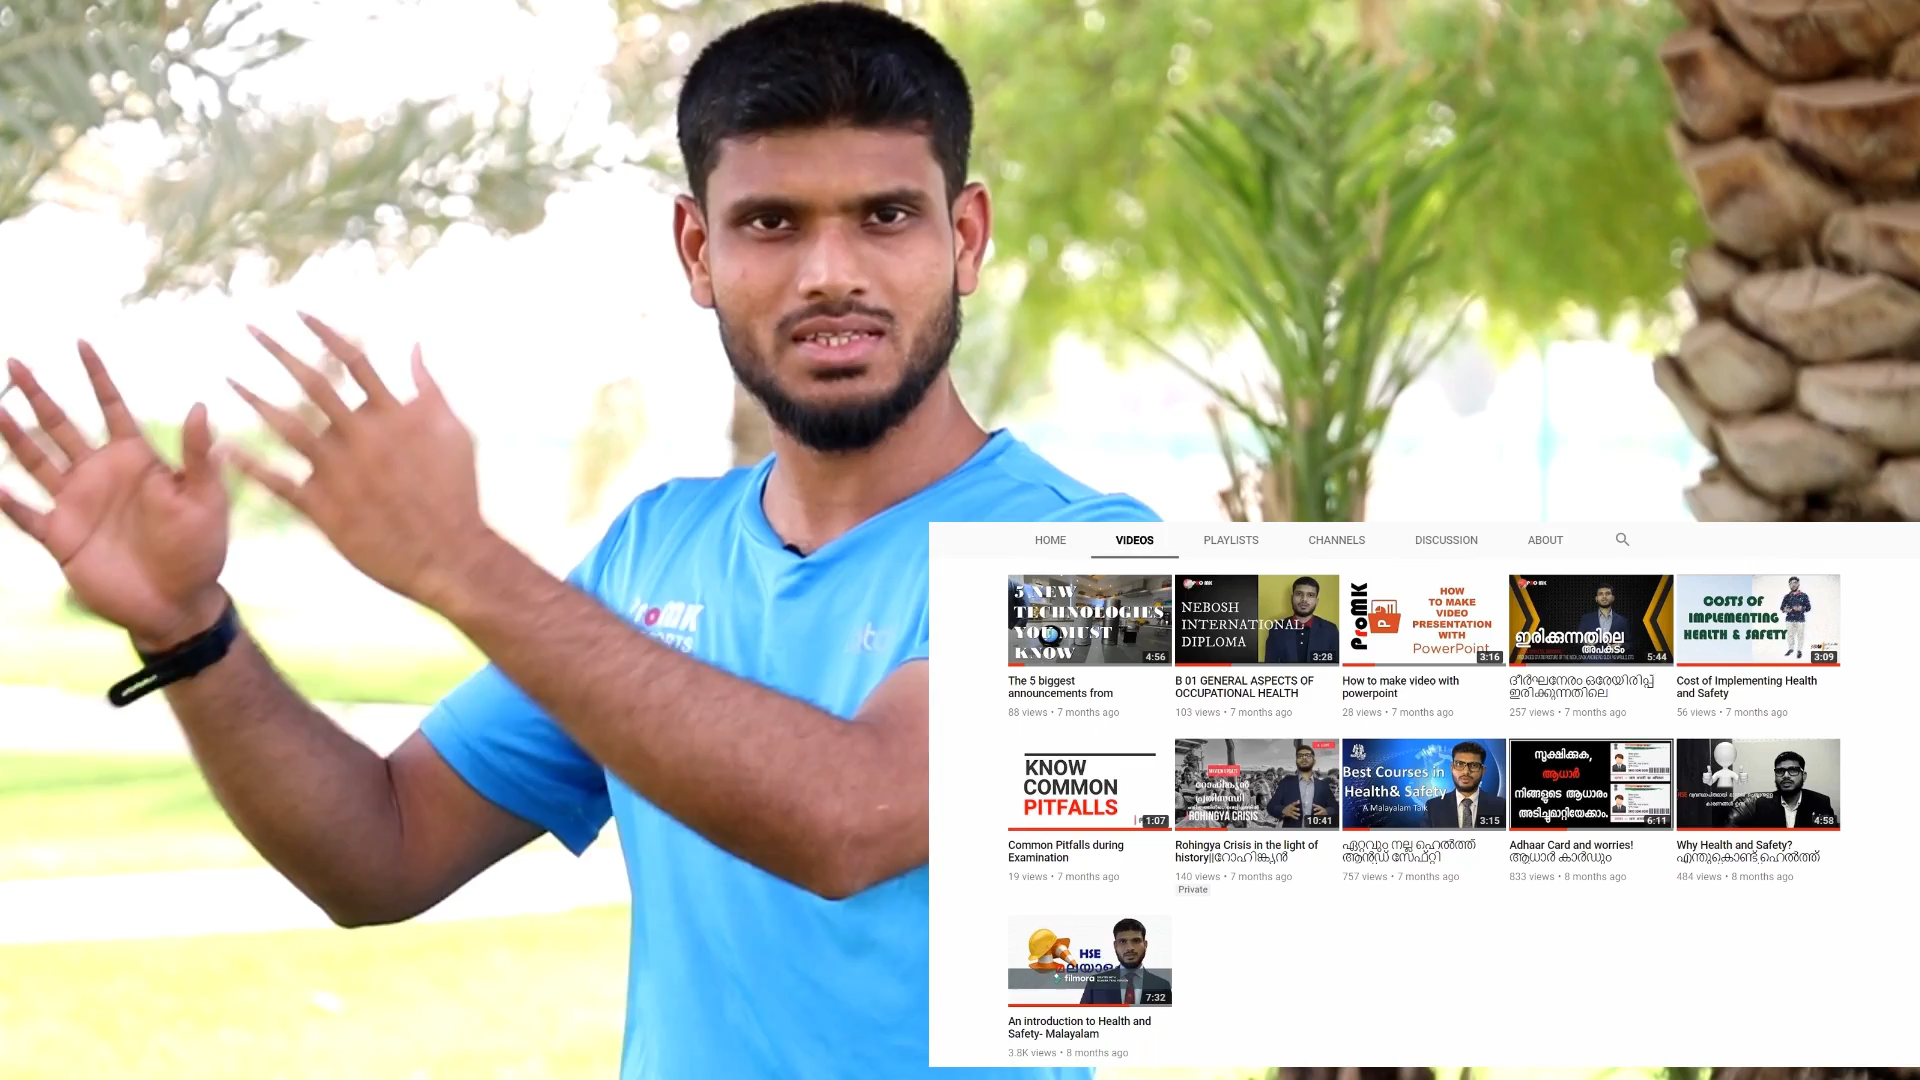 ProMK
HOME VIDEOS PLAYLISTS CHANNELS DISCUSSION ABOUT
5 NEW
TECHNOLOGIES,
YOU MUST
KNOW
4:56
NEBOSH
INTERNATIONAL
DIPLOMA
3:28
ProMK
HOW
TO MAKE
VIDEO
PRESENTATION
WITH
PowerPoint
3:16
ഇരിക്കുന്നതിലെ
അപകടം
5:44
COSTS OF
IMPLEMENTING
HEALTH & SAFETY
3:09
The 5 biggest
announcements from
88 views • 7 months ago
B 01 GENERAL ASPECTS OF
OCCUPATIONAL HEALTH
103 views • 7 months ago
How to make video with
powerpoint
28 views • 7 months ago
ദീർഘനേരം ഒരേയിരിപ്പ്
ഇരിക്കുന്നതിലെ
257 views • 7 months ago
Cost of Implementing Health
and Safety
56 views • 7 months ago
KNOW
COMMON
PITFALLS
1:07
ROHINGYA CRISIS
10:41
Best Courses in
Health& Safety
A Malayalam Talk
3:15
സൂക്ഷിക്കുക,
ആധാർ
നിങ്ങളുടെ ആധാരം
അടിച്ചുമാറ്റിയേക്കാം.
6:11
4:58
Common Pitfalls during
Examination
19 views • 7 months ago
Rohingya Crisis in the light of
history||റോഹിങ്ക്യൻ
140 views • 7 months ago
Private
ഏറ്റവും നല്ല ഹെൽത്ത്
ആൻഡ് സേഫ്റ്റി
757 views • 7 months ago
Adhaar Card and worries!
ആധാർ കാർഡും
833 views • 8 months ago
Why Health and Safety?
എന്തുകൊണ്ട് ഹെൽത്ത്
484 views • 8 months ago
HSE
മലയാളം
filmora
7:32
An introduction to Health and
Safety- Malayalam
3.8K views • 8 months ago